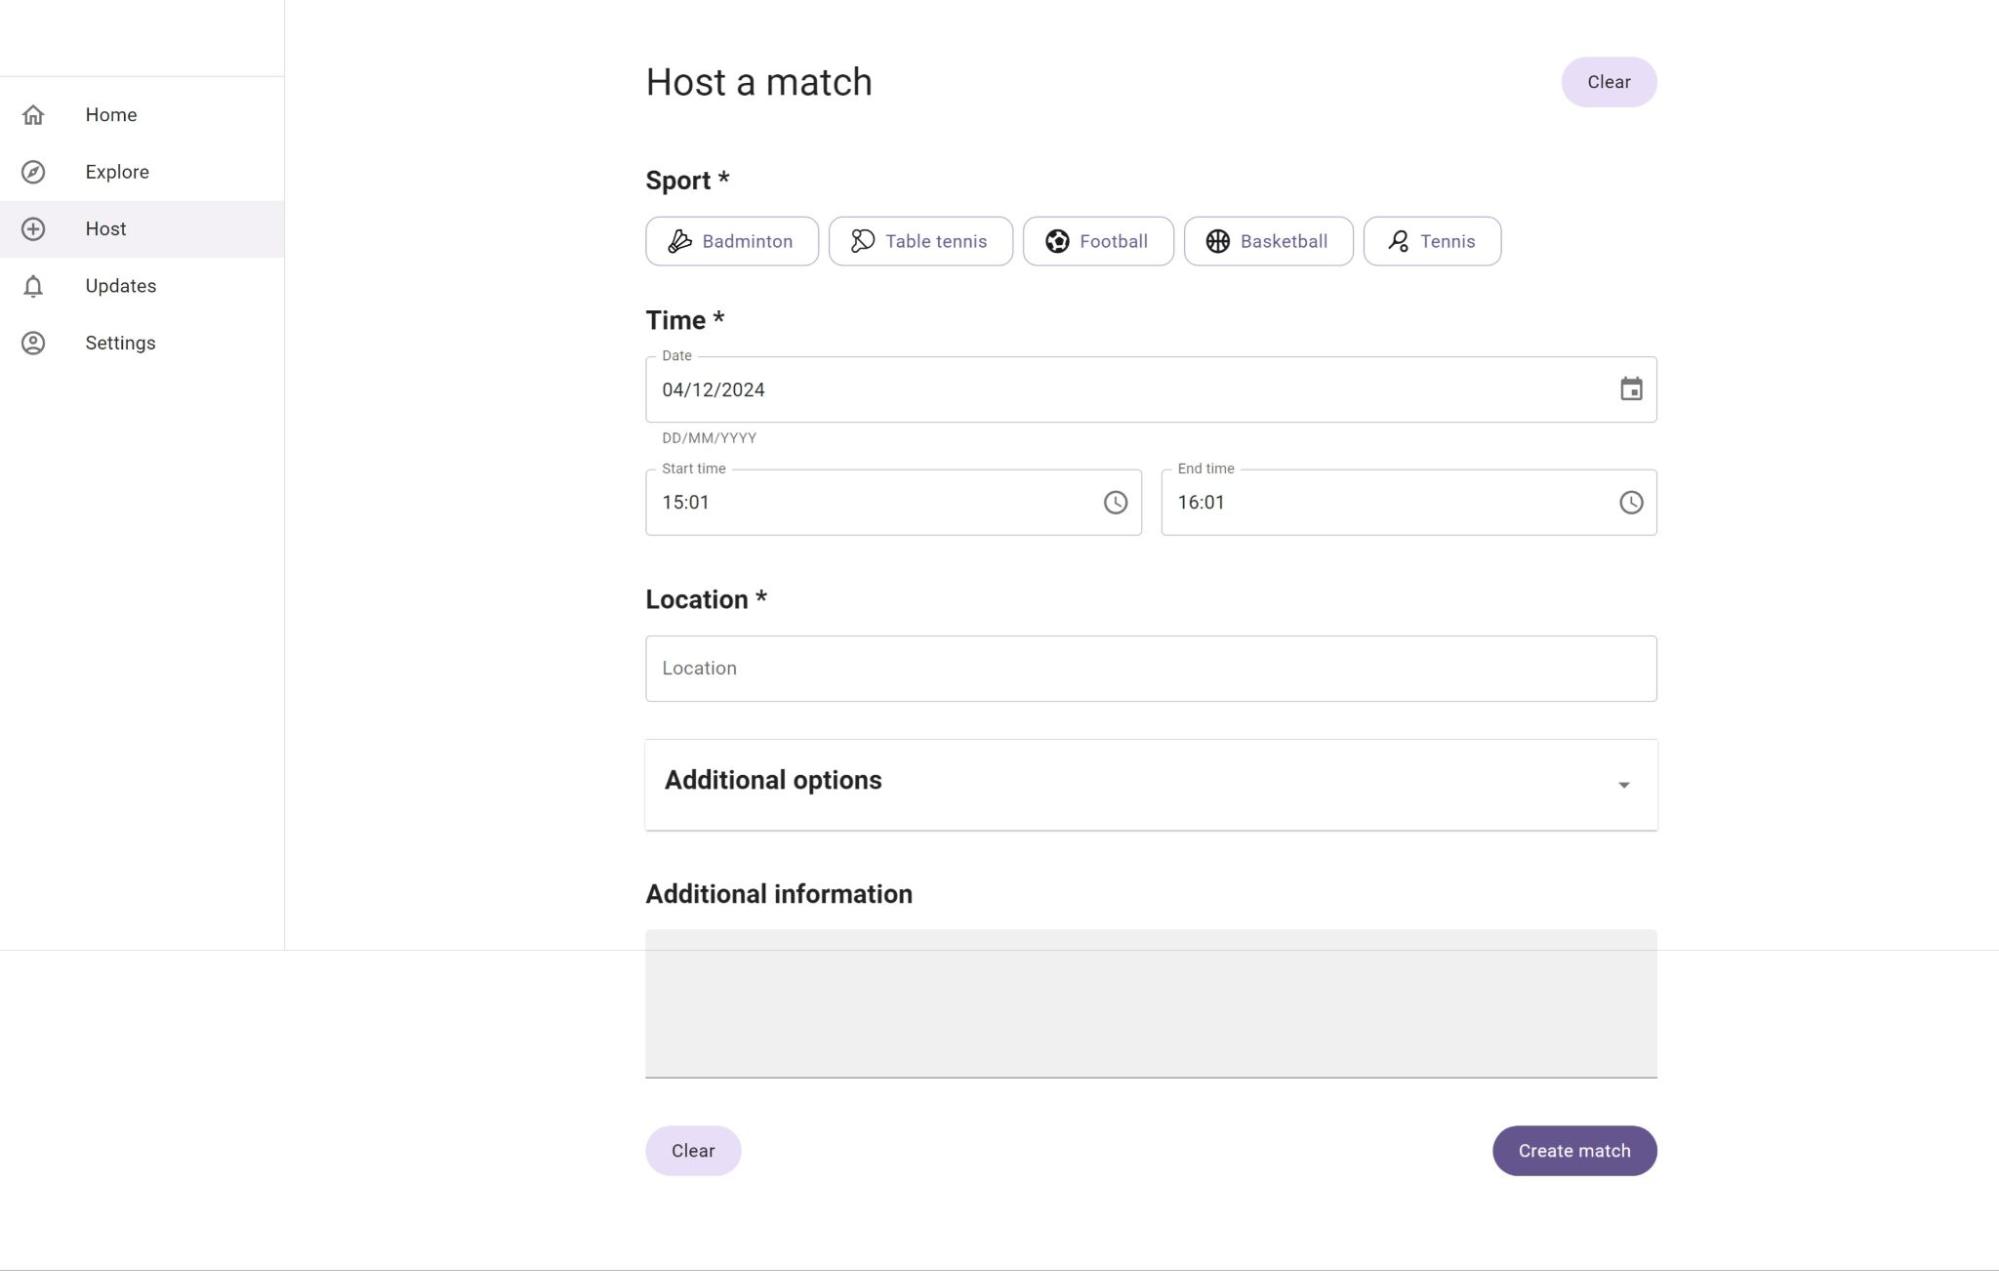 Home
Explore
Host
Updates
Settings
Host a match
Clear
Sport *
Badminton
Table tennis
Football
Basketball
Tennis
Time *
Date
04/12/2024
DD/MM/YYYY
Start time
15:01
End time
16:01
Location *
Location
Additional options
Additional information
Clear
Create match